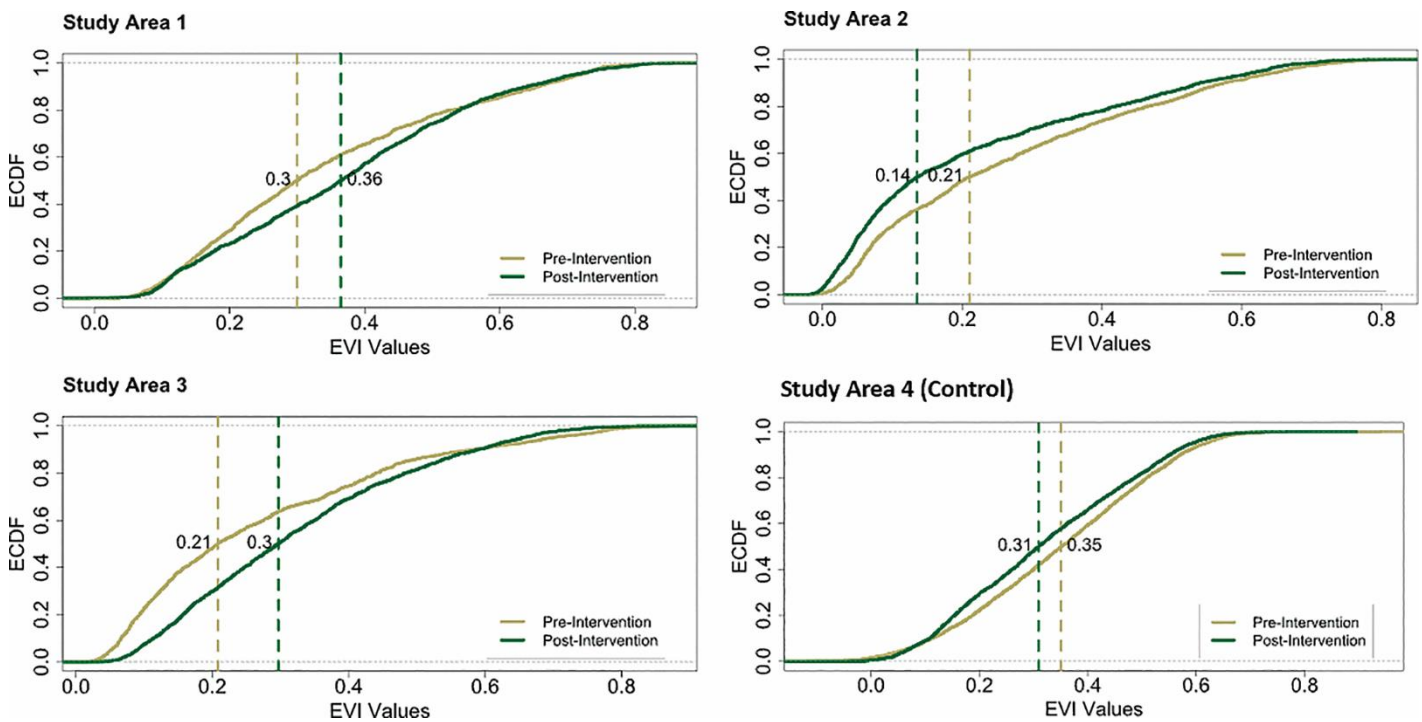 Study Area 1
ECDF
1.0
0.8
0.6
0.4
0.2
0.0
0.3
0.36
Pre-Intervention
Post-Intervention
0.0 0.2 0.4 0.6 0.8
EVI Values
Study Area 2
ECDF
1.0
0.8
0.6
0.4
0.2
0.0
0.14 0.21
Pre-Intervention
Post-Intervention
0.0 0.2 0.4 0.6 0.8
EVI Values
Study Area 3
ECDF
1.0
0.8
0.6
0.4
0.2
0.0
0.21 0.3
Pre-Intervention
Post-Intervention
0.0 0.2 0.4 0.6 0.8
EVI Values
Study Area 4 (Control)
ECDF
1.0
0.8
0.6
0.4
0.2
0.0
0.31 0.35
Pre-Intervention
Post-Intervention
0.0 0.2 0.4 0.6 0.8
EVI Values